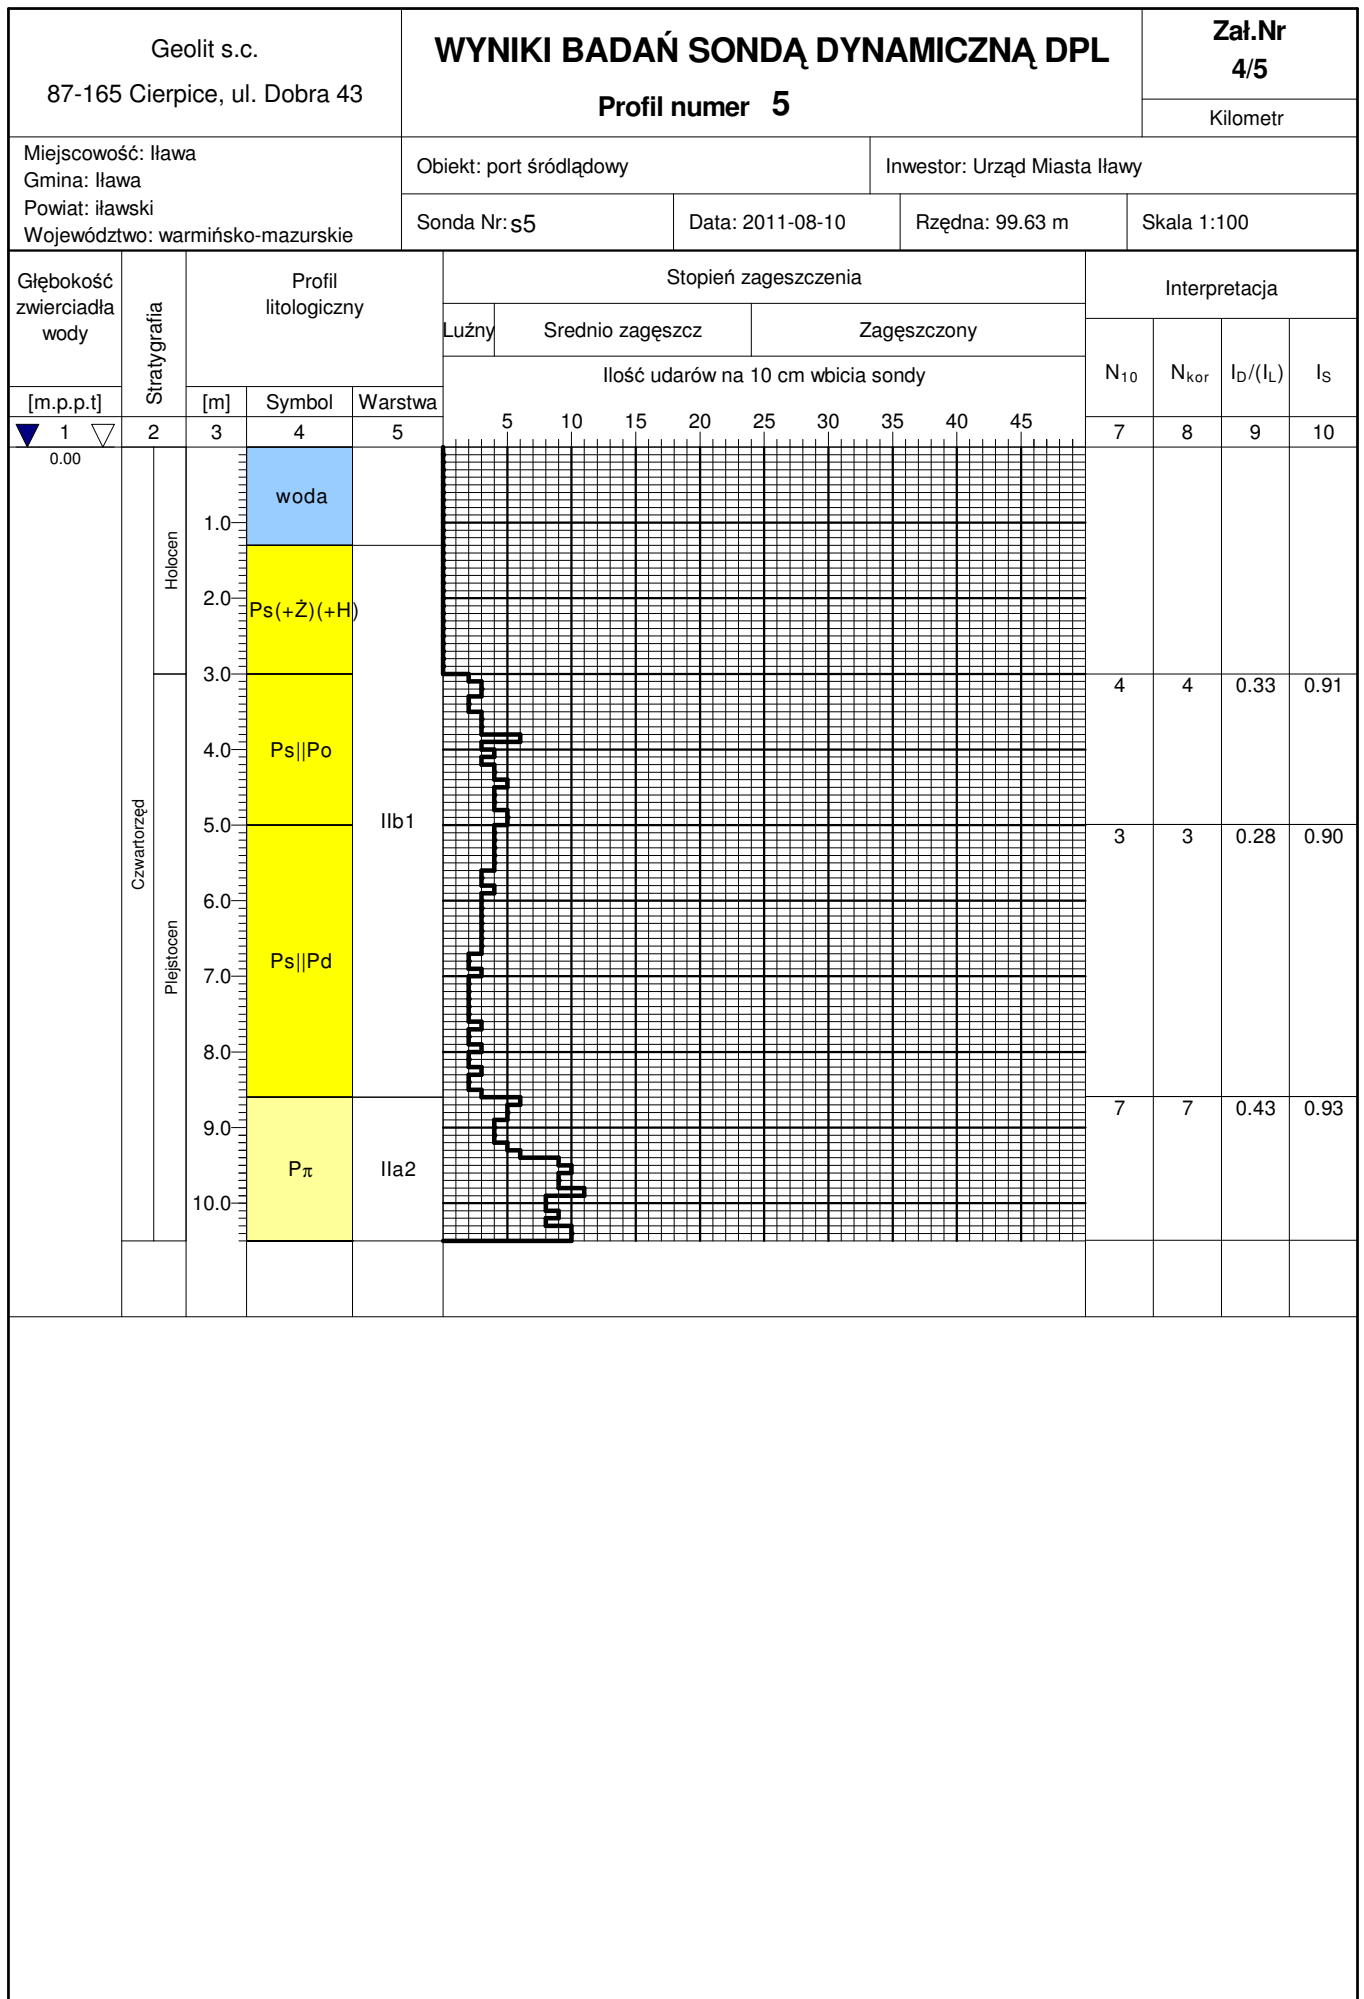 Geolit s.c.
87-165 Cierpice, ul. Dobra 43
WYNIKI BADAŃ SONDĄ DYNAMICZNĄ DPL
Profil numer 5
Zał.Nr
4/5
Kilometr
Miejscowość: Iława
Gmina: Iława
Powiat: iławski
Województwo: warmińsko-mazurskie
Obiekt: port śródlądowy
Inwestor: Urząd Miasta Iławy
Sonda Nr: s5
Data: 2011-08-10
Rzędna: 99.63 m
Skala 1:100
Głębokość
zwierciadła
wody
[m.p.p.t]
Stratygrafia
Profil
litologiczny
[m] Symbol Warstwa
Stopień zageszczenia
Luźny Srednio zagęszcz Zagęszczony
Ilość udarów na 10 cm wbicia sondy
5 10 15 20 25 30 35 40 45
Interpretacja
N10 Nkor ID/(IL) IS
1 2 3 4 5 7 8 9 10
0.00
Czwartorzęd
Holocen
Plejstocen
1.0
2.0
3.0
4.0
5.0
6.0
7.0
8.0
9.0
10.0
woda
Ps(+Ż)(+H)
Ps||Po
Ps||Pd
Pπ
IIb1
IIa2
4 4 0.33 0.91
3 3 0.28 0.90
7 7 0.43 0.93